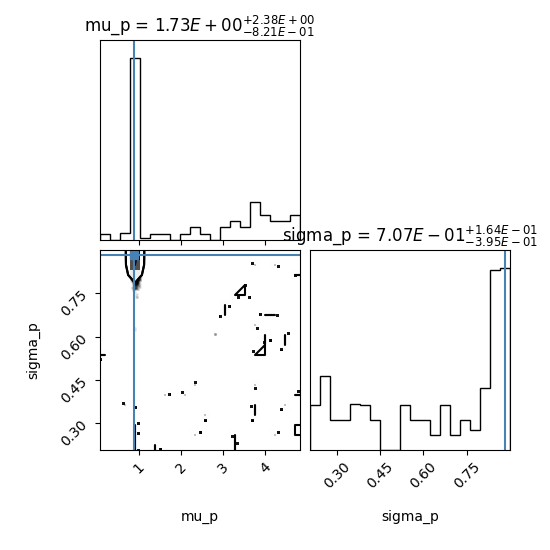 mu_p = 1.73E + 00+2.38E + 00 −8.21E − 01
sigma_p = 7.07E − 01+1.64E − 01 −3.95E − 01
0.75
0.60
0.45
0.30
sigma_p
1 2 3 4
0.30 0.45 0.60 0.75
mu_p
sigma_p